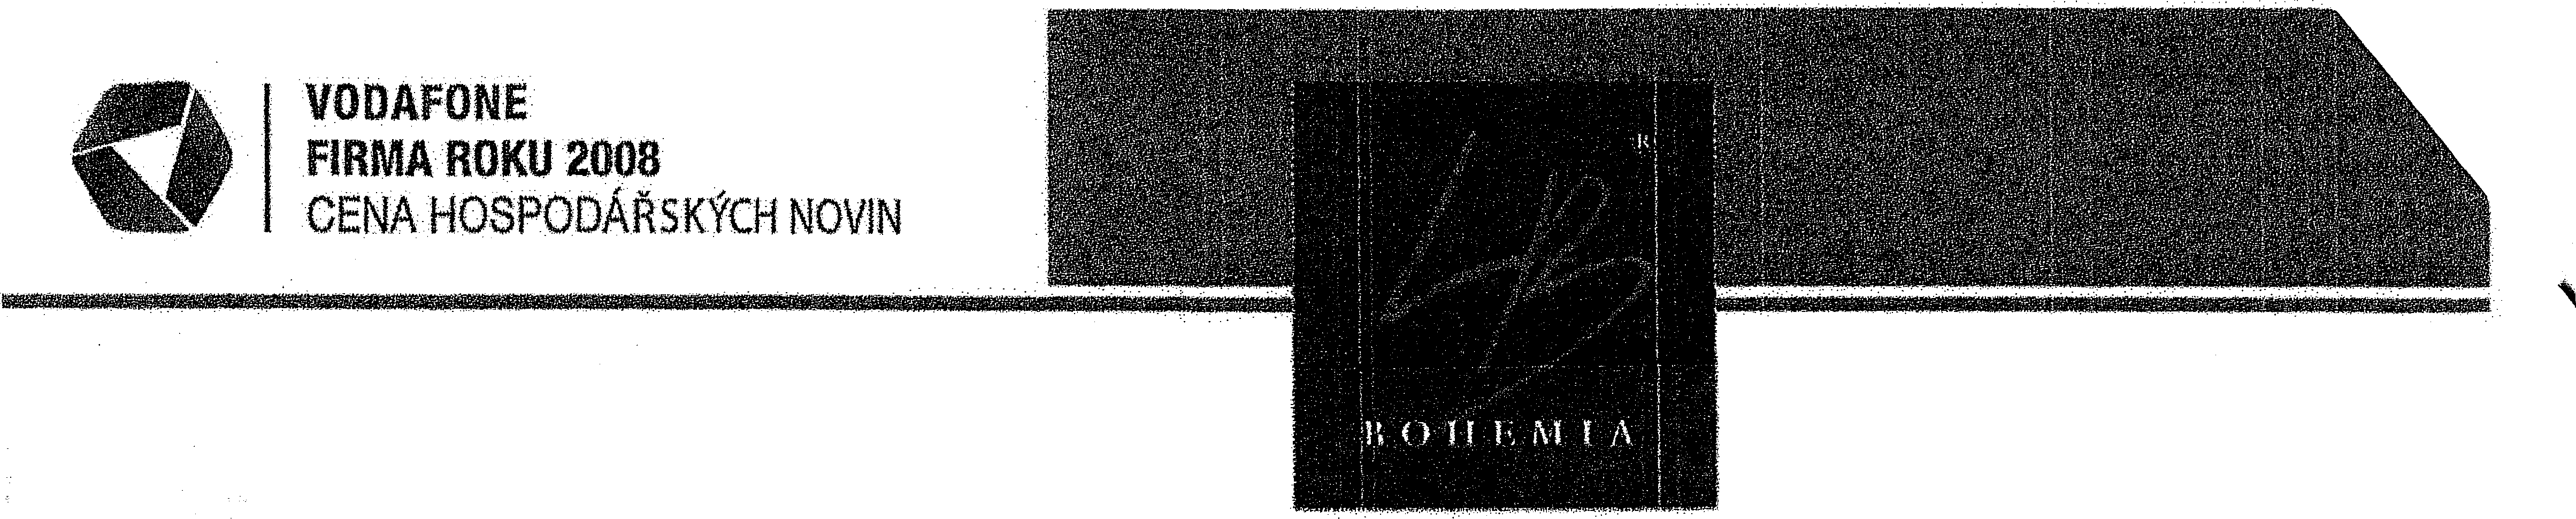 VODAFONE
FIRMA ROKU 2008
CENA HOSPODÁŘSKÝCH NOVIN
R
BOHEMIA